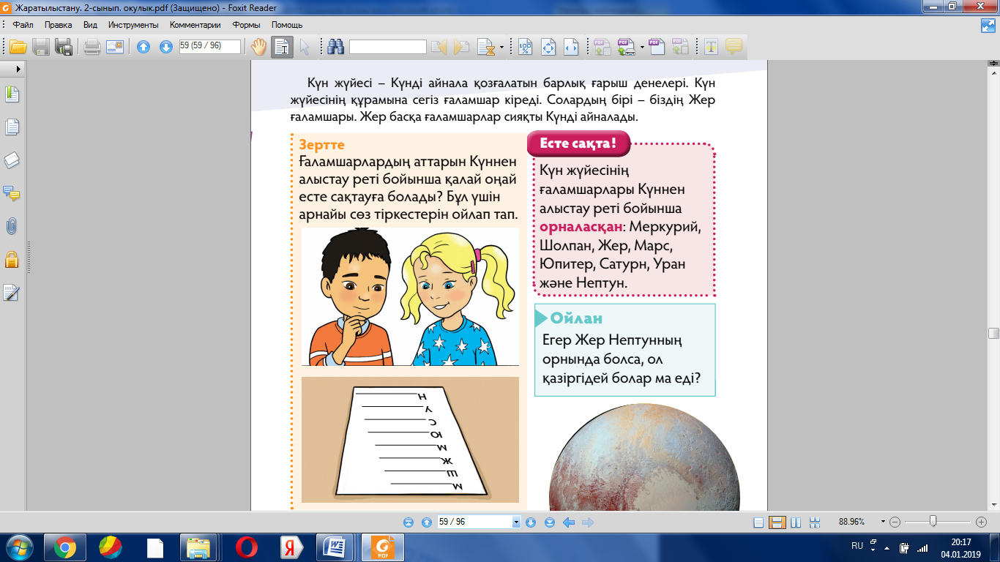 Жаратылыстану. 2-сынып. окулык.pdf (Защищено) - Foxit Reader
Файл Правка Вид Инструменты Комментарии Формы Помощь
59 (59 / 96)
Күн жүйесі – Күнді айнала қозғалатын барлық ғарыш денелері. Күн
жүйесінің құрамына сегіз ғаламшар кіреді. Солардың бірі – біздің Жер
ғаламшары. Жер басқа ғаламшарлар сияқты Күнді айналады.
Зертте
Ғаламшарлардың аттарын Күннен
алыстау реті бойынша қалай оңай
есте сақтауға болады? Бұл үшін
арнайы сөз тіркестерін ойлап тап.
Н
У
С
Ю
М
Ж
Ш
М
Есте сақта!
Күн жүйесінің
ғаламшарлары Күннен
алыстау реті бойынша
орналасқан: Меркурий,
Шолпан, Жер, Марс,
Юпитер, Сатурн, Уран
және Нептун.
Ойлан
Егер Жер Нептунның
орнында болса, ол
қазіргідей болар ма еді?
59 / 96
88.96%
RU
20:17
04.01.2019